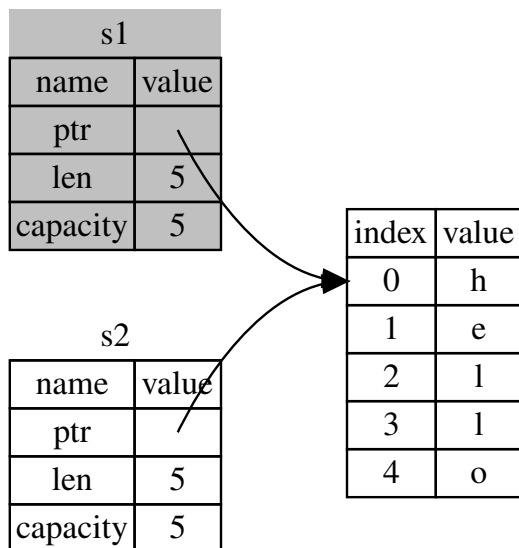 s1
name value
ptr
len 5
capacity 5
s2
name value
ptr
len 5
capacity 5
index value
0 h
1 e
2 l
3 l
4 o